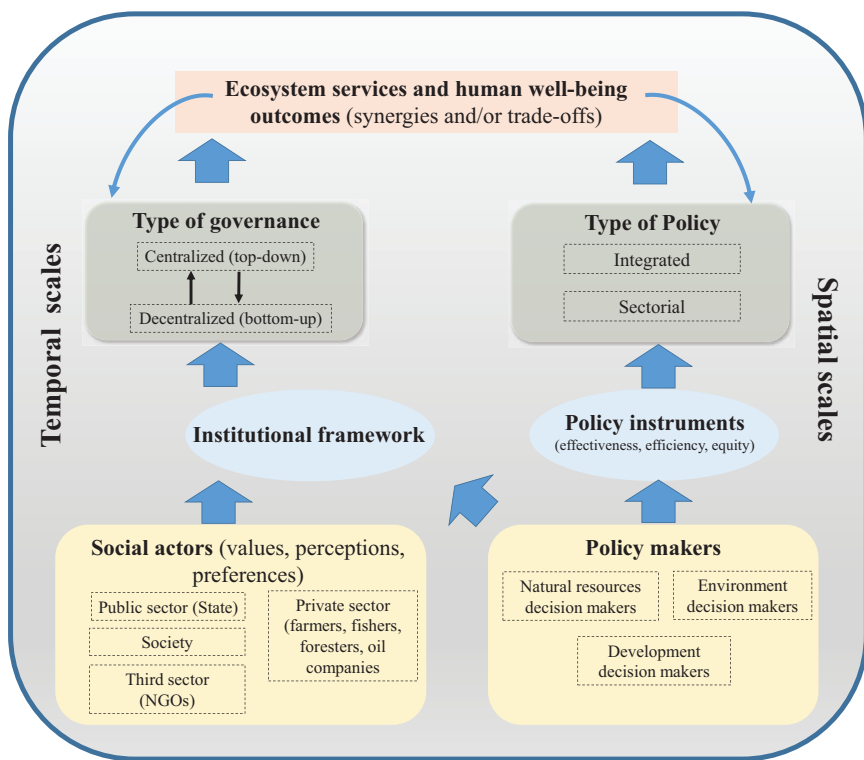 Ecosystem services and human well-being
outcomes (synergies and/or trade-offs)
Temporal scales
Type of governance
Centralized (top-down)
Decentralized (bottom-up)
Type of Policy
Integrated
Sectorial
Spatial scales
Institutional framework
Policy instruments
(effectiveness, efficiency, equity)
Social actors (values, perceptions,
preferences)
Public sector (State)
Society
Third sector
(NGOs)
Private sector
(farmers, fishers,
foresters, oil
companies
Policy makers
Natural resources
decision makers
Environment
decision makers
Development
decision makers